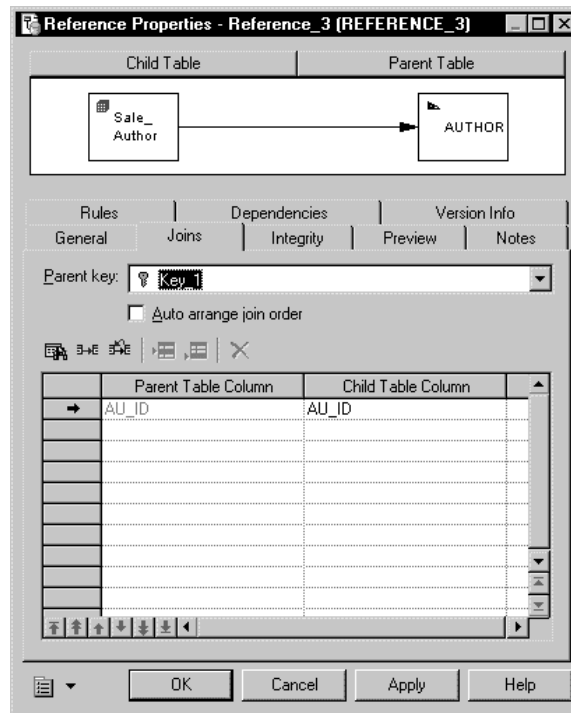 Reference Properties - Reference_3 (REFERENCE_3)
Child Table Parent Table
Sale_
Author
AUTHOR
Rules Dependencies Version Info
General Joins Integrity Preview Notes
Parent key: Key_1
Auto arrange join order
Parent Table Column Child Table Column
AU_ID AU_ID
OK Cancel Apply Help